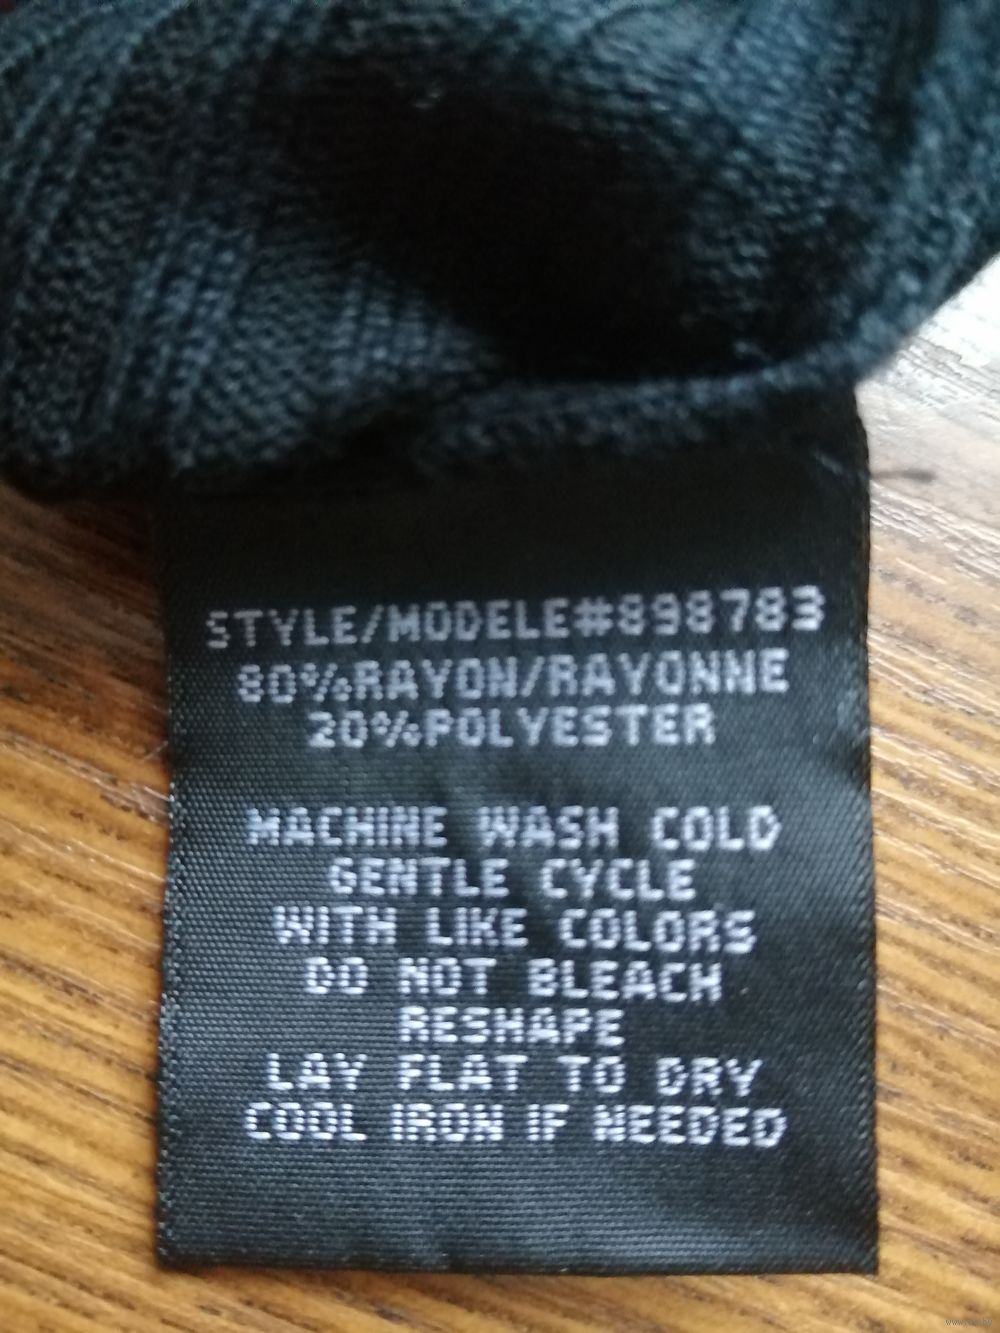 STYLE/MODELE#898783
80%RAYON/RAYONNE
20%POLYESTER
MACHINE WASH COLD
GENTLE CYCLE
WITH LIKE COLORS
DO NOT BLEACH
RESHAPE
LAY FLAT TO DRY
COOL IRON IF NEEDED